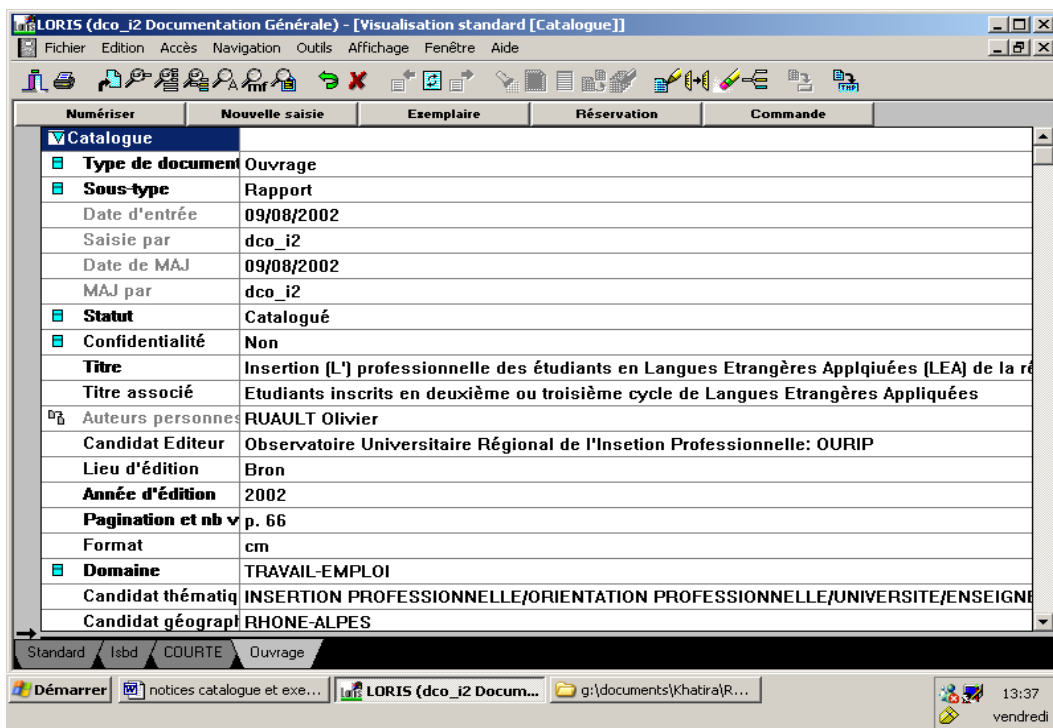 LORIS (dco_i2 Documentation Générale) - [Visualisation standard [Catalogue]]
Fichier Edition Accès Navigation Outils Affichage Fenêtre Aide
Numériser Nouvelle saisie Exemplaire Réservation Commande
Catalogue
Type de document Ouvrage
Sous-type Rapport
Date d'entrée 09/08/2002
Saisie par dco_i2
Date de MAJ 09/08/2002
MAJ par dco_i2
Statut Catalogué
Confidentialité Non
Titre Insertion (L') professionnelle des étudiants en Langues Etrangères Applqiuées (LEA) de la ré
Titre associé Etudiants inscrits en deuxième ou troisième cycle de Langues Etrangères Appliquées
Auteurs personnes RUAULT Olivier
Candidat Editeur Observatoire Universitaire Régional de l'Insetion Professionnelle: OURIP
Lieu d'édition Bron
Année d'édition 2002
Pagination et nb v p. 66
Format cm
Domaine TRAVAIL-EMPLOI
Candidat thématiq INSERTION PROFESSIONNELLE/ORIENTATION PROFESSIONNELLE/UNIVERSITE/ENSEIGNE
Candidat géograph RHONE-ALPES
Standard Isbd COURTE Ouvrage
Démarrer notices catalogue et exe... LORIS (dco_i2 Docum... g:\documents\Khatira\R... 13:37
vendredi